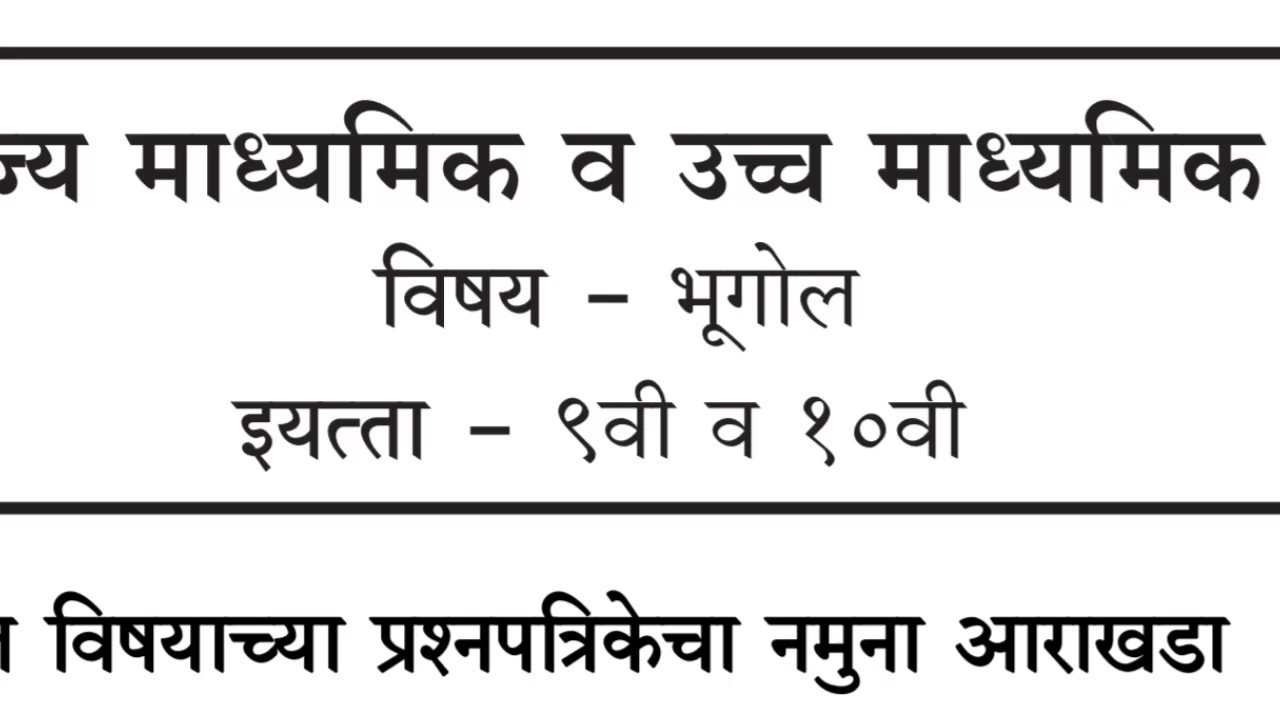 ज्य माध्यमिक व उच्च माध्यमिक
विषय – भूगोल
इयत्ता – ९वी व १०वी
विषयाच्या प्रश्नपत्रिकेचा नमुना आराखडा